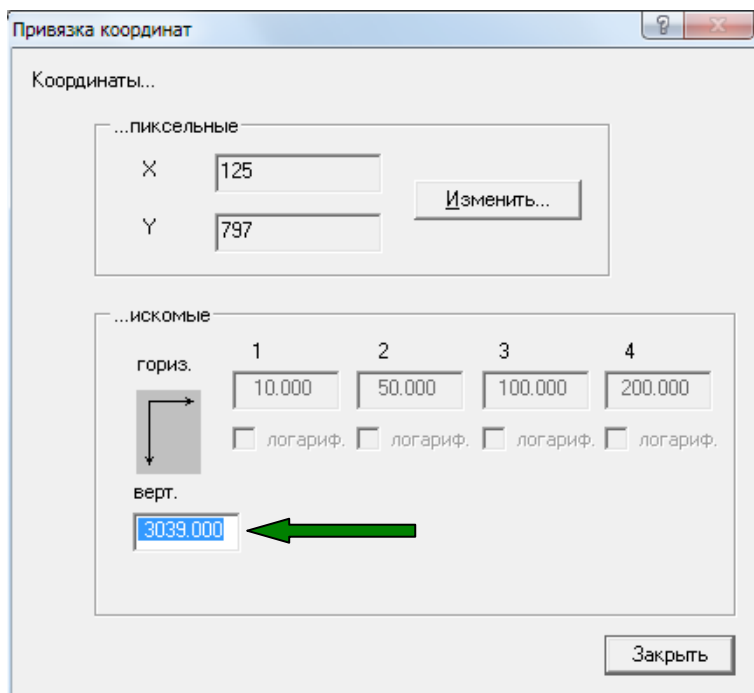 Привязка координат
Координаты...
...пиксельные
X 125
Изменить...
Y 797
...искомые
1 2 3 4
гориз.
10.000 50.000 100.000 200.000
логариф. логариф. логариф. логариф.
верт.
3039.000
Закрыть